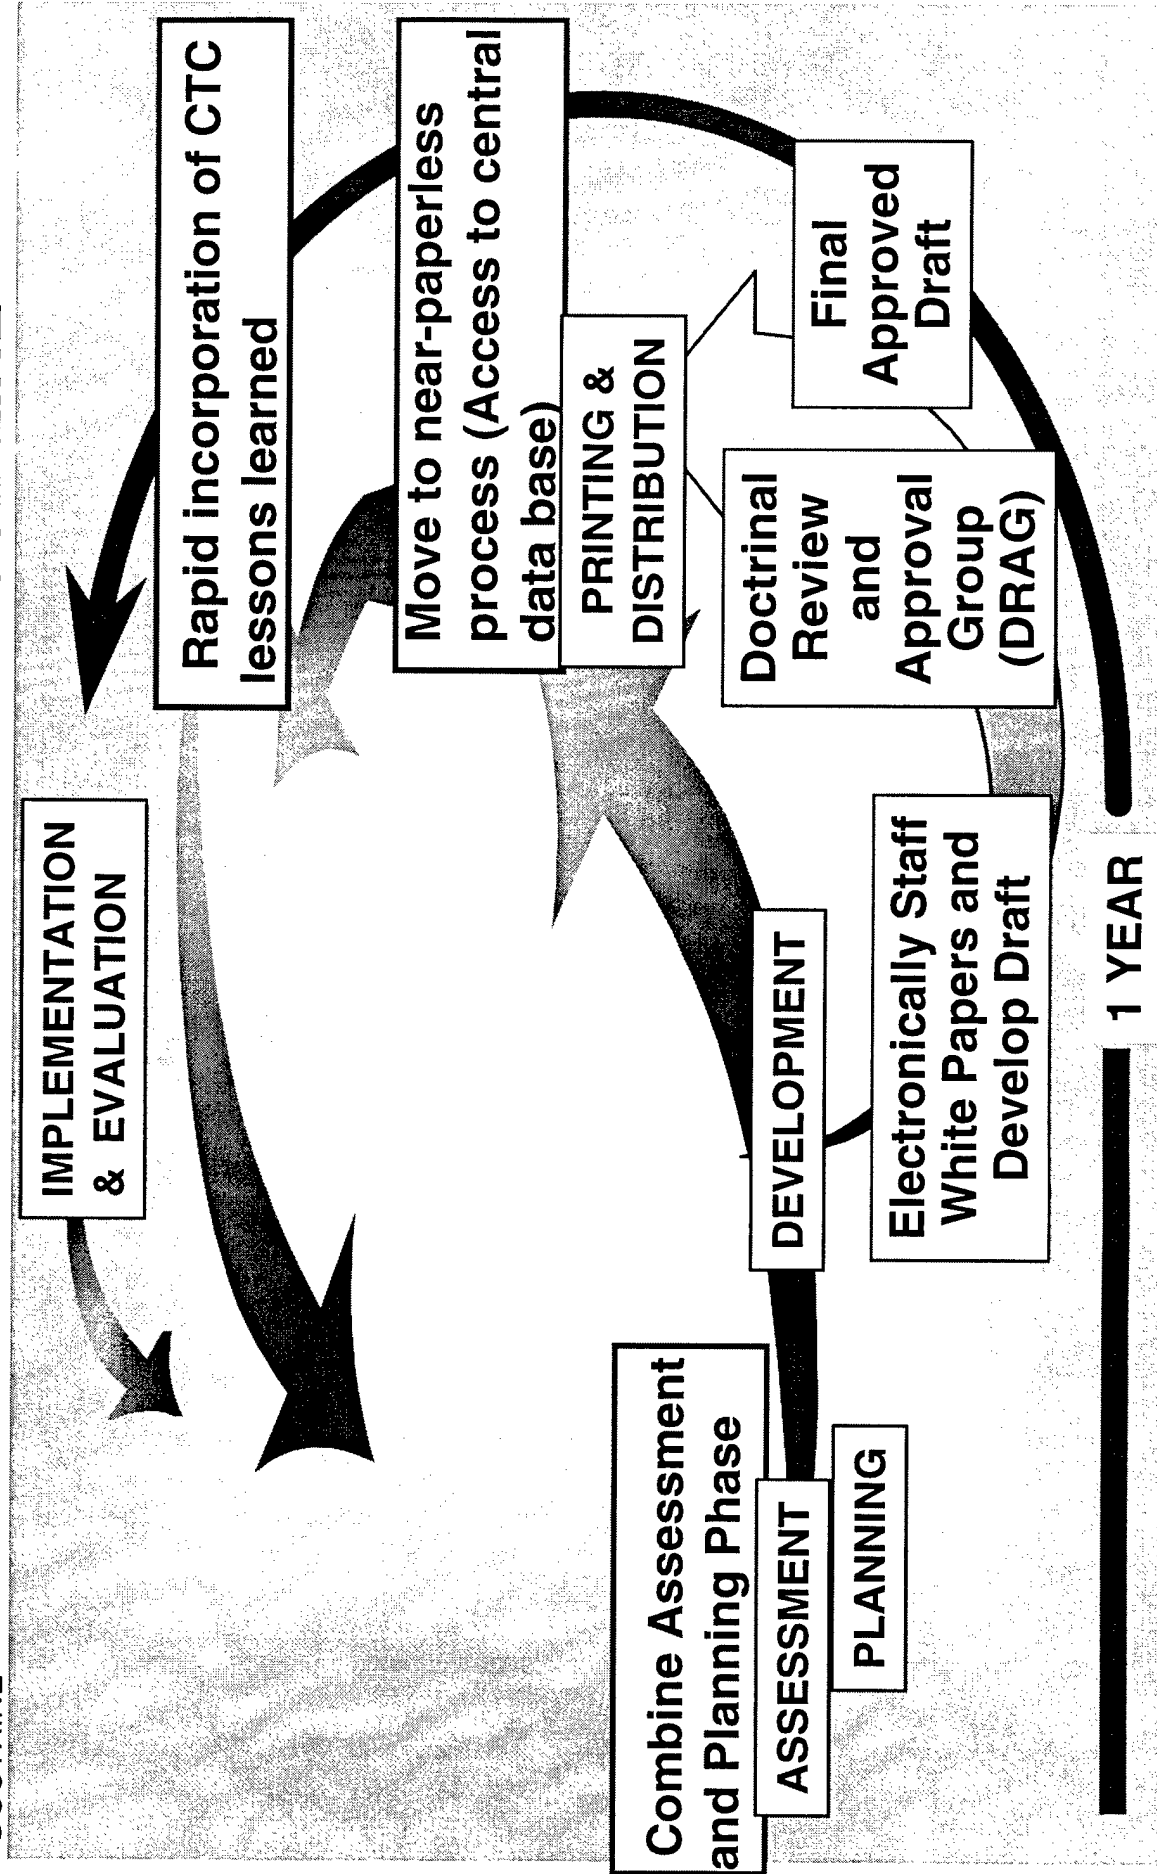 IMPLEMENTATION
& EVALUATION
Rapid incorporation of CTC
lessons learned
Move to near-paperless
process (Access to central
data base)
PRINTING &
DISTRIBUTION
Combine Assessment
and Planning Phase
ASSESSMENT
PLANNING
DEVELOPMENT
Electronically Staff
White Papers and
Develop Draft
Doctrinal
Review
and
Approval
Group
(DRAG)
Final
Approved
Draft
1 YEAR